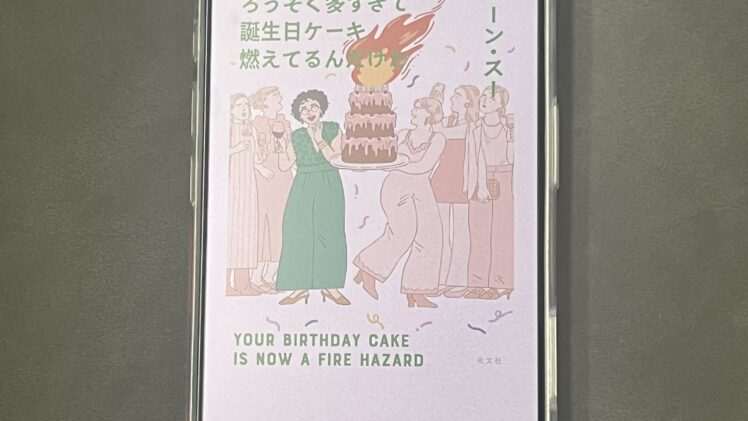 ろうそく多すぎて
誕生日ケーキ
燃えてるんだけど
ーン・スー
YOUR BIRTHDAY CAKE
IS NOW A FIRE HAZARD
光文社